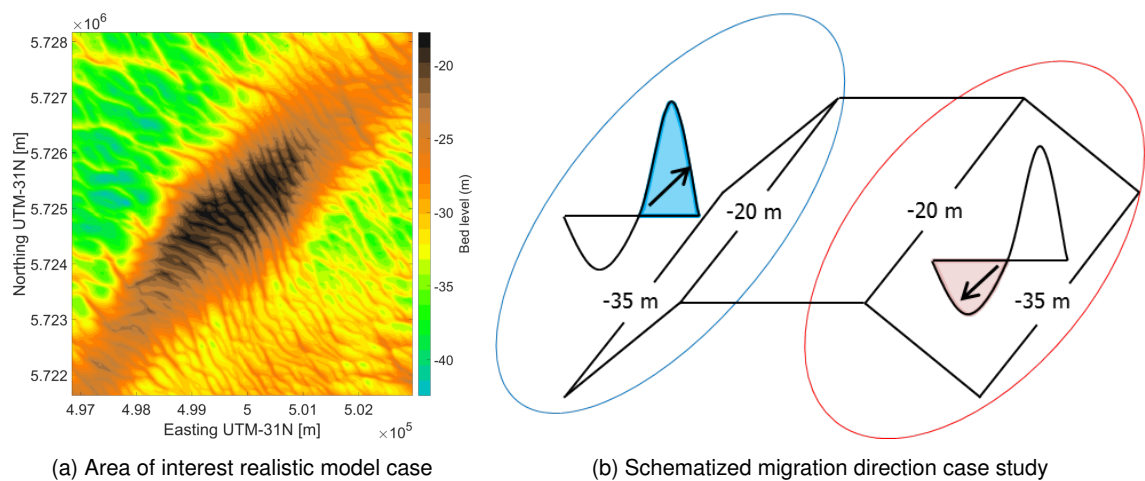 ×10⁶
5.728
5.727
5.726
5.725
5.724
5.723
5.722
Northing UTM-31N [m]
4.97 4.98 4.99 5 5.01 5.02
Easting UTM-31N [m]
×10⁵
-20
-25
-30
-35
-40
Bed level (m)
(a) Area of interest realistic model case
-20 m
-35 m
-20 m
-35 m
(b) Schematized migration direction case study